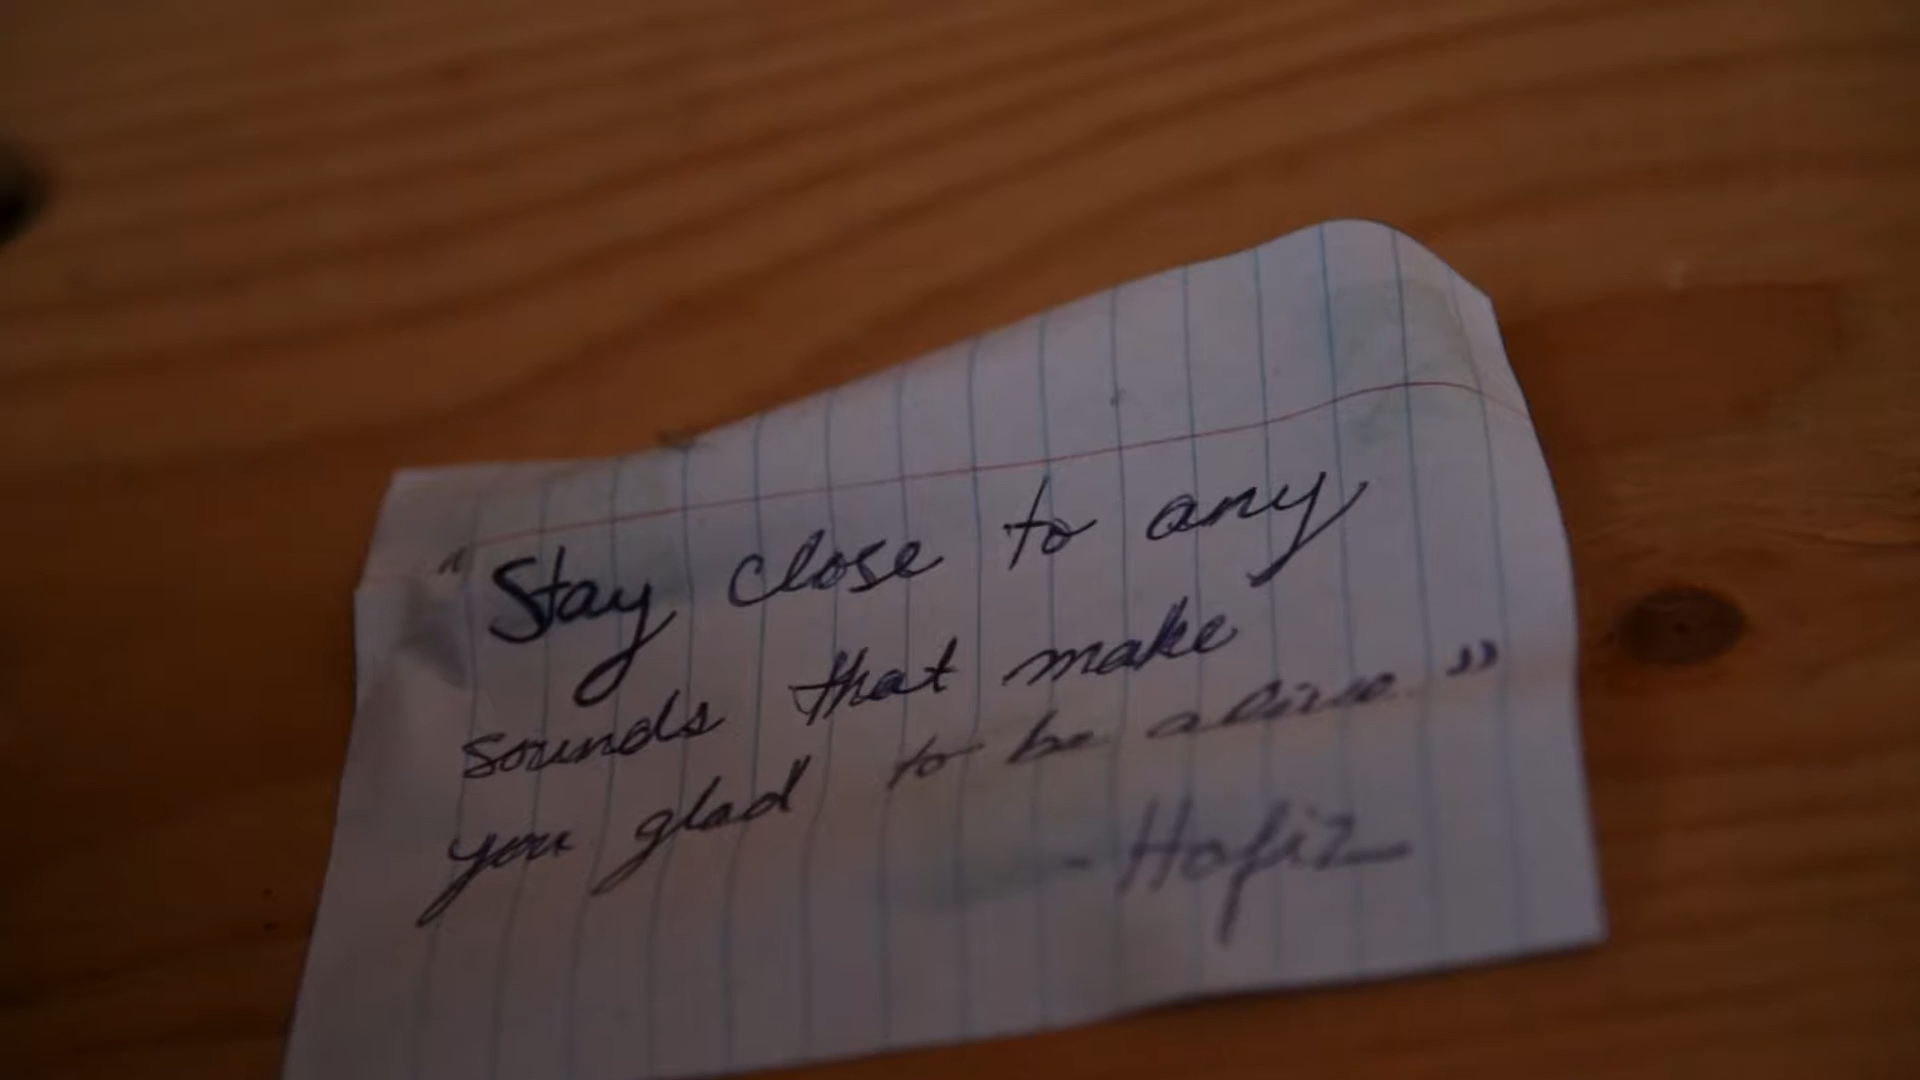 "Stay close to any
sounds that make
you glad to be alive."
- Hafiz